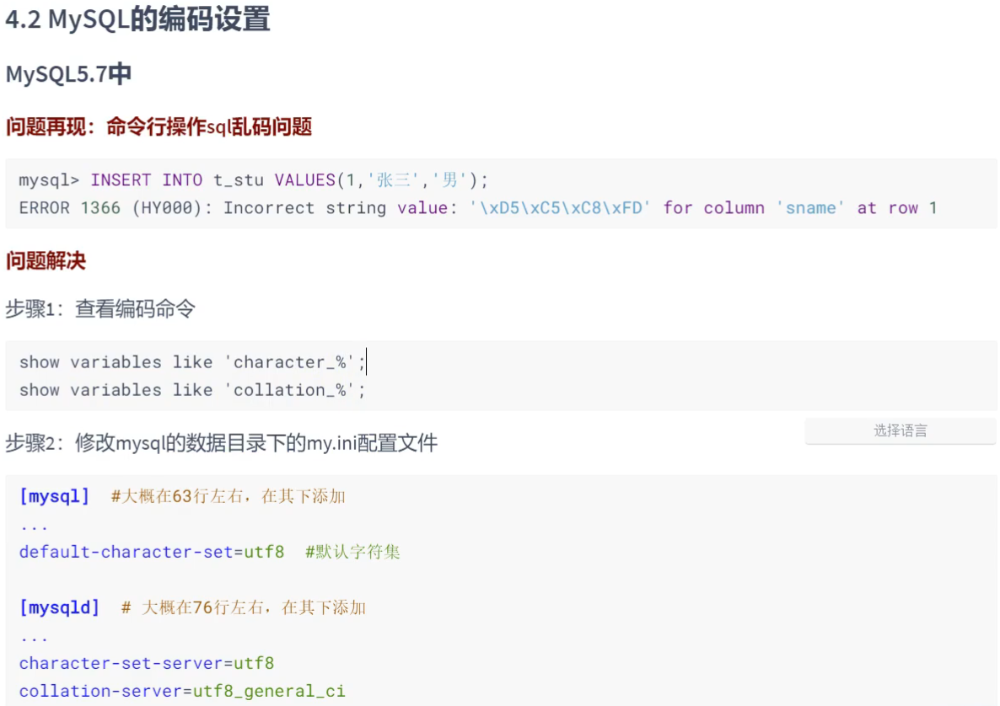 4.2 MySQL的编码设置
MySQL5.7中
问题再现：命令行操作sql乱码问题
mysql> INSERT INTO t_stu VALUES(1,'张三','男');
ERROR 1366 (HY000): Incorrect string value: '\xD5\xC5\xC8\xFD' for column 'sname' at row 1
问题解决
步骤1：查看编码命令
show variables like 'character_%';
show variables like 'collation_%';
选择语言
步骤2：修改mysql的数据目录下的my.ini配置文件
[mysql]  #大概在63行左右，在其下添加
...
default-character-set=utf8  #默认字符集
[mysqld]  # 大概在76行左右，在其下添加
...
character-set-server=utf8
collation-server=utf8_general_ci